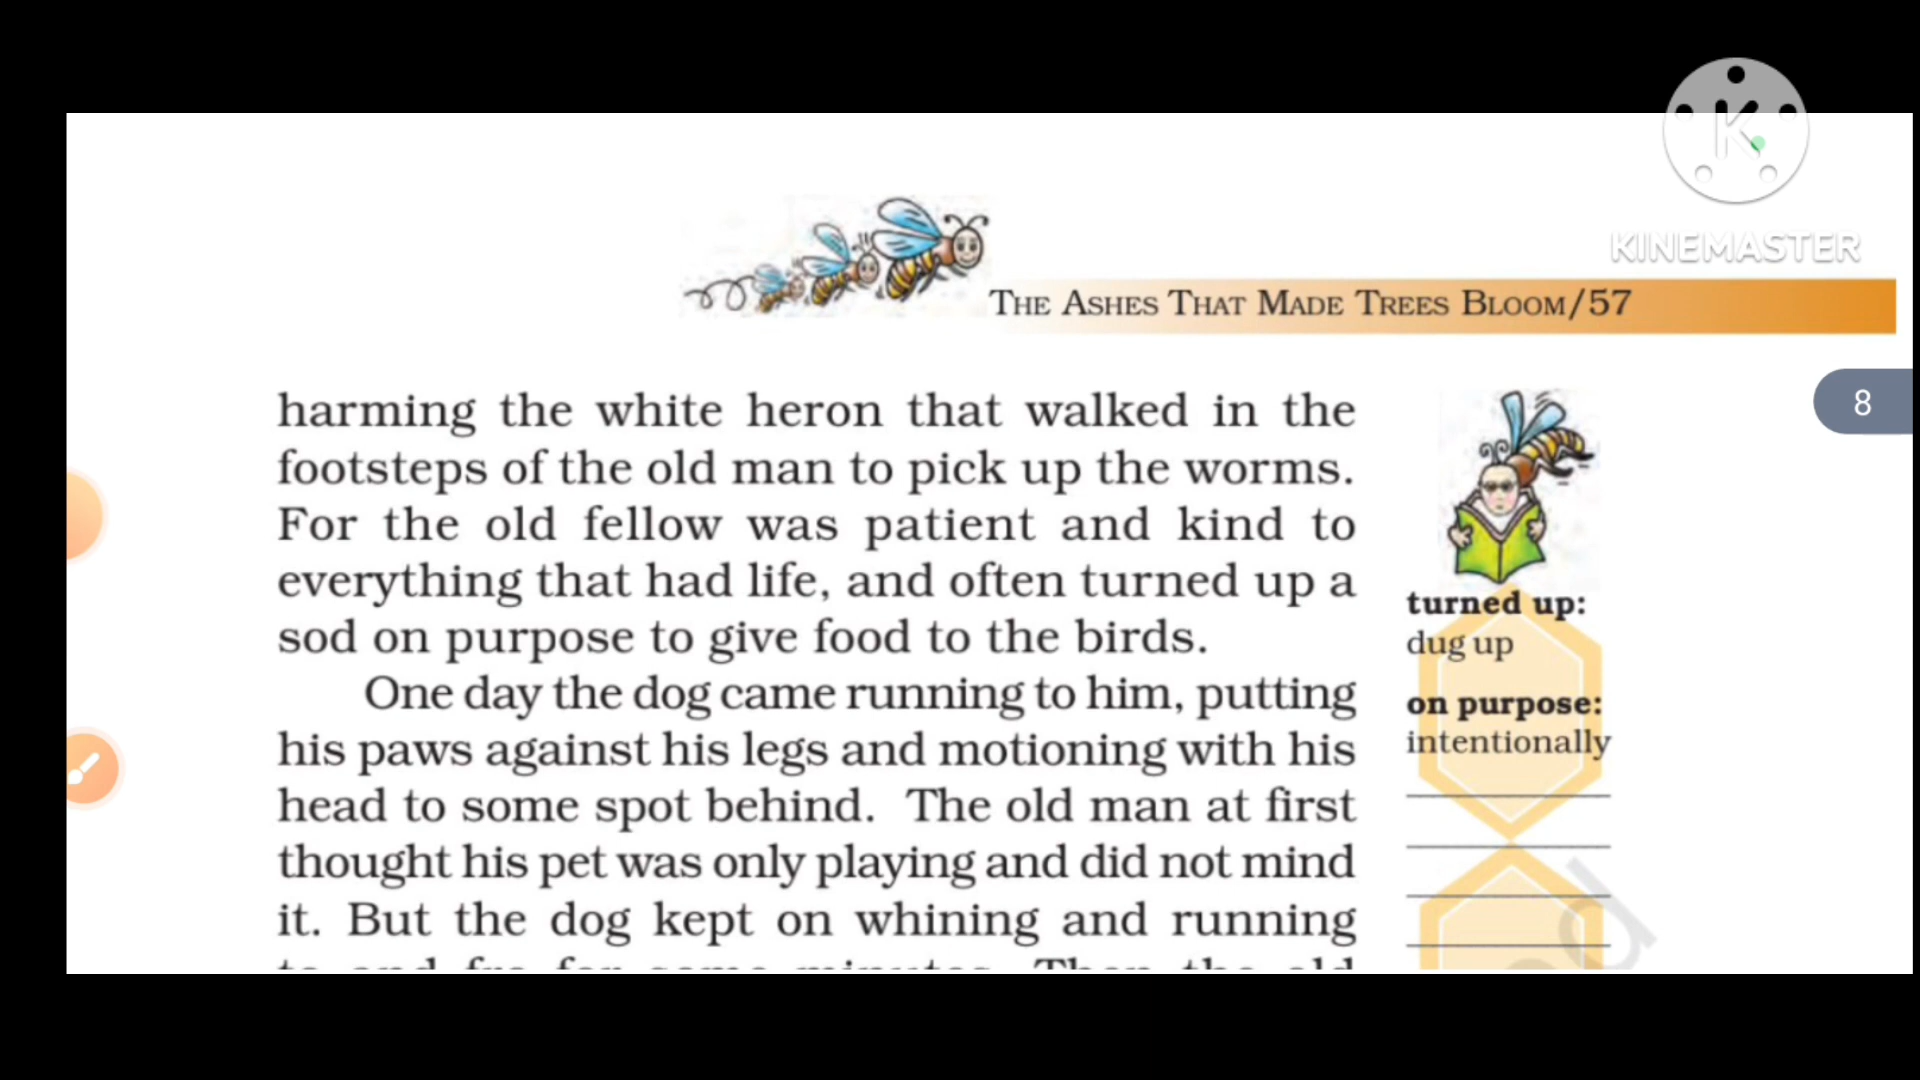 KINEMASTER
THE ASHES THAT MADE TREES BLOOM/57
8
harming the white heron that walked in the
footsteps of the old man to pick up the worms.
For the old fellow was patient and kind to
everything that had life, and often turned up a
sod on purpose to give food to the birds.
One day the dog came running to him, putting
his paws against his legs and motioning with his
head to some spot behind. The old man at first
thought his pet was only playing and did not mind
it. But the dog kept on whining and running
turned up:
dug up
on purpose:
intentionally